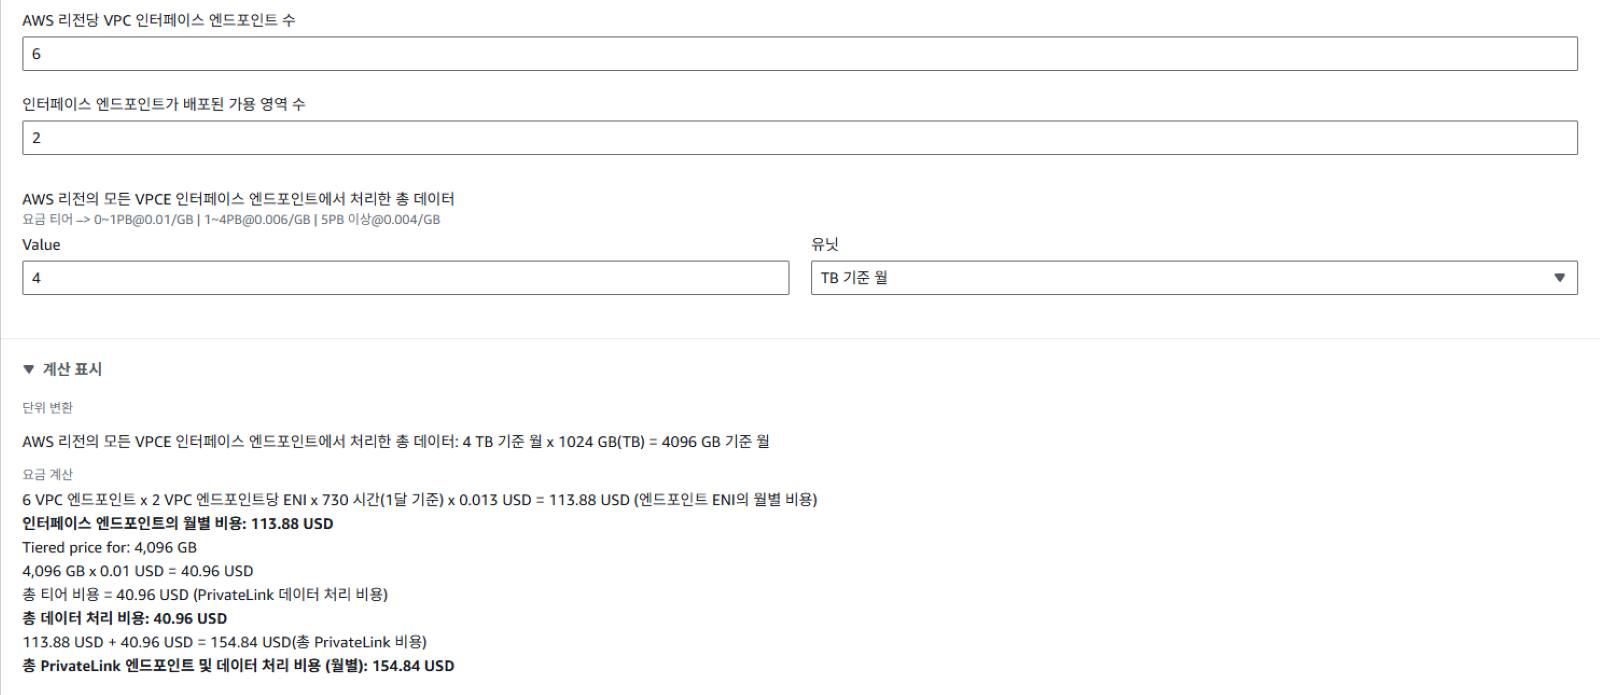 AWS 리전당 VPC 인터페이스 엔드포인트 수
6
인터페이스 엔드포인트가 배포된 가용 영역 수
2
AWS 리전의 모든 VPCE 인터페이스 엔드포인트에서 처리한 총 데이터
요금 티어 –> 0~1PB@0.01/GB | 1~4PB@0.006/GB | 5PB 이상@0.004/GB
Value
4
유닛
TB 기준 월
▼ 계산 표시
단위 변환
AWS 리전의 모든 VPCE 인터페이스 엔드포인트에서 처리한 총 데이터: 4 TB 기준 월 x 1024 GB(TB) = 4096 GB 기준 월
요금 계산
6 VPC 엔드포인트 x 2 VPC 엔드포인트당 ENI x 730 시간(1달 기준) x 0.013 USD = 113.88 USD (엔드포인트 ENI의 월별 비용)
인터페이스 엔드포인트의 월별 비용: 113.88 USD
Tiered price for: 4,096 GB
4,096 GB x 0.01 USD = 40.96 USD
총 티어 비용 = 40.96 USD (PrivateLink 데이터 처리 비용)
총 데이터 처리 비용: 40.96 USD
113.88 USD + 40.96 USD = 154.84 USD(총 PrivateLink 비용)
총 PrivateLink 엔드포인트 및 데이터 처리 비용 (월별): 154.84 USD